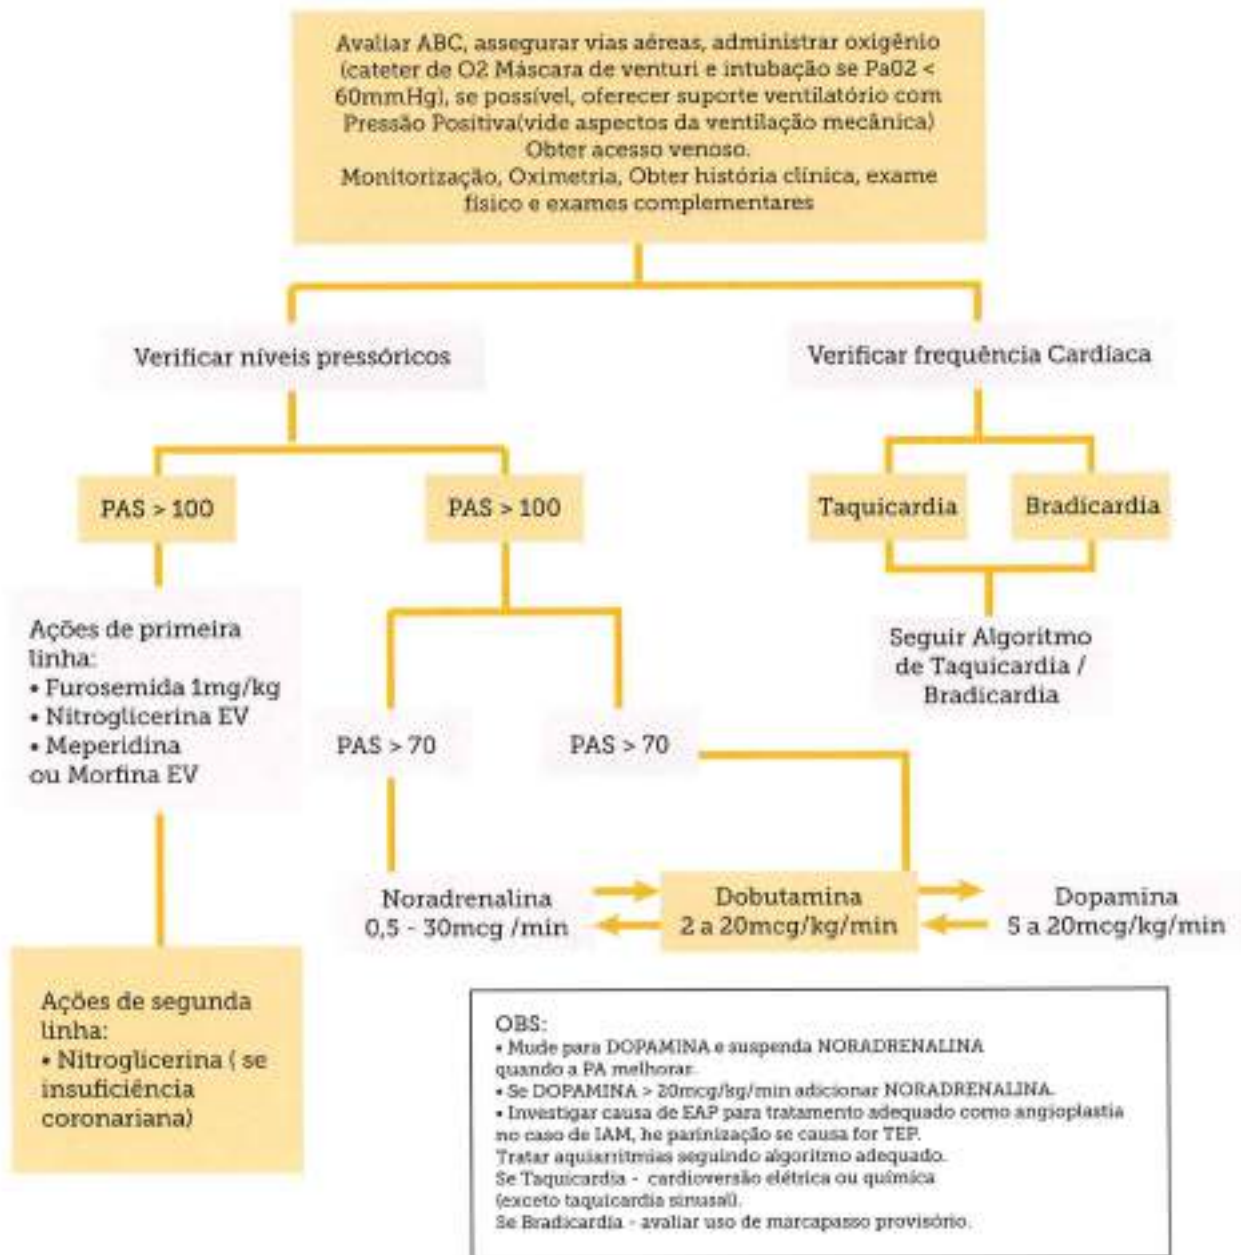 Avaliar ABC, assegurar vias aéreas, administrar oxigênio
(cateter de O2 Máscara de venturi e intubação se Pa02 <
60mmHg), se possível, oferecer suporte ventilatório com
Pressão Positiva(vide aspectos da ventilação mecânica)
Obter acesso venoso.
Monitorização, Oximetria, Obter história clínica, exame
físico e exames complementares
Verificar níveis pressóricos
Verificar frequência Cardíaca
PAS > 100
PAS > 100
Taquicardia
Bradicardia
Ações de primeira
linha:
• Furosemida 1mg/kg
• Nitroglicerina EV
• Meperidina
ou Morfina EV
Seguir Algoritmo
de Taquicardia /
Bradicardia
PAS > 70
PAS > 70
Noradrenalina
0,5 - 30mcg /min
Dobutamina
2 a 20mcg/kg/min
Dopamina
5 a 20mcg/kg/min
Ações de segunda
linha:
• Nitroglicerina ( se
insuficiência
coronariana)
OBS:
• Mude para DOPAMINA e suspenda NORADRENALINA
quando a PA melhorar.
• Se DOPAMINA > 20mcg/kg/min adicionar NORADRENALINA.
• Investigar causa de EAP para tratamento adequado como angioplastia
no caso de IAM, he parinização se causa for TEP.
Tratar aquiarritmias seguindo algoritmo adequado.
Se Taquicardia - cardioversão elétrica ou química
(exceto taquicardia sinusal).
Se Bradicardia - avaliar uso de marcapasso provisório.